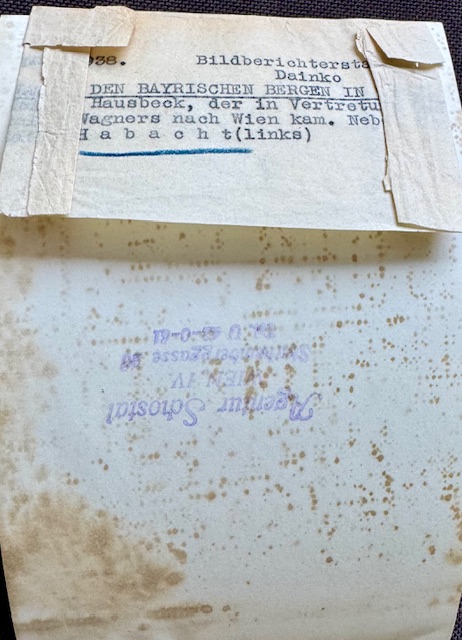 38. Bildberichtersta
Dainko
DEN BAYRISCHEN BERGEN IN
Hausbeck, der in Vertretu
Wagners nach Wien kam. Neb
H a b a c h t(links)
Agentur Schostal
WIEN IV